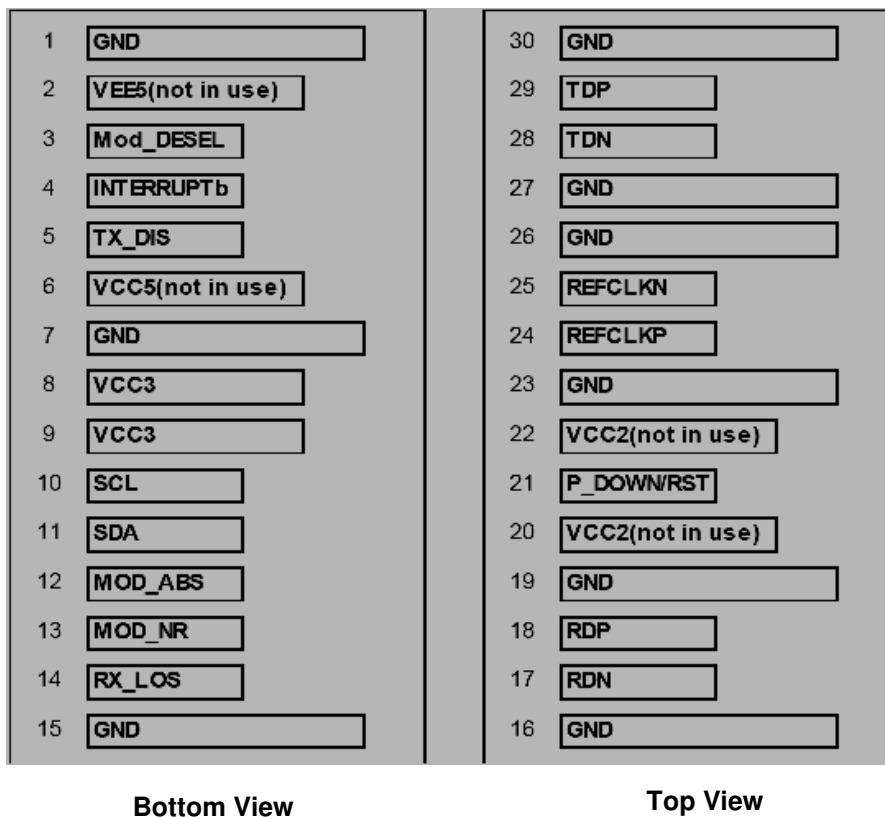 1 GND
2 VEE5(not in use)
3 Mod_DESEL
4 INTERRUPTb
5 TX_DIS
6 VCC5(not in use)
7 GND
8 VCC3
9 VCC3
10 SCL
11 SDA
12 MOD_ABS
13 MOD_NR
14 RX_LOS
15 GND
Bottom View
30 GND
29 TDP
28 TDN
27 GND
26 GND
25 REFCLKN
24 REFCLKP
23 GND
22 VCC2(not in use)
21 P_DOWN/RST
20 VCC2(not in use)
19 GND
18 RDP
17 RDN
16 GND
Top View